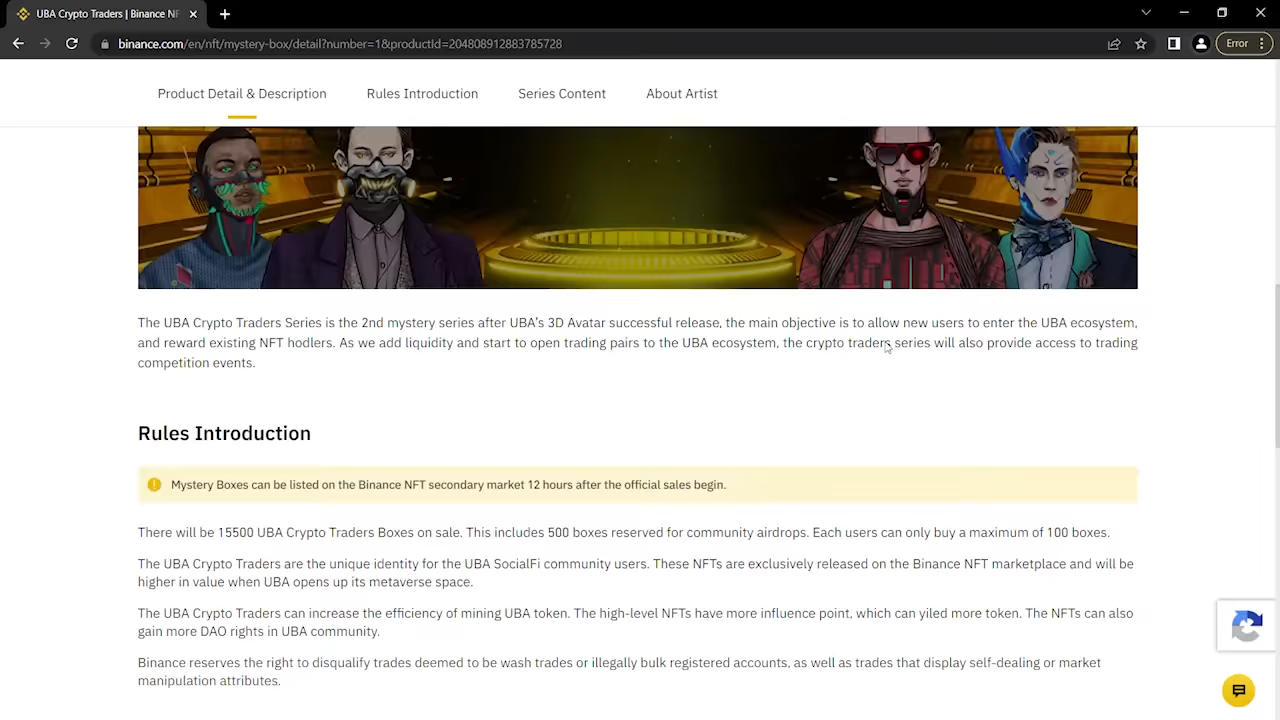 UBA Crypto Traders | Binance NF
binance.com/en/nft/mystery-box/detail?number=1&productId=204808912883785728
Error
Product Detail & Description
Rules Introduction
Series Content
About Artist
The UBA Crypto Traders Series is the 2nd mystery series after UBA's 3D Avatar successful release, the main objective is to allow new users to enter the UBA ecosystem,
and reward existing NFT hodlers. As we add liquidity and start to open trading pairs to the UBA ecosystem, the crypto traders series will also provide access to trading
competition events.
Rules Introduction
Mystery Boxes can be listed on the Binance NFT secondary market 12 hours after the official sales begin.
There will be 15500 UBA Crypto Traders Boxes on sale. This includes 500 boxes reserved for community airdrops. Each users can only buy a maximum of 100 boxes.
The UBA Crypto Traders are the unique identity for the UBA SocialFi community users. These NFTs are exclusively released on the Binance NFT marketplace and will be
higher in value when UBA opens up its metaverse space.
The UBA Crypto Traders can increase the efficiency of mining UBA token. The high-level NFTs have more influence point, which can yiled more token. The NFTs can also
gain more DAO rights in UBA community.
Binance reserves the right to disqualify trades deemed to be wash trades or illegally bulk registered accounts, as well as trades that display self-dealing or market
manipulation attributes.